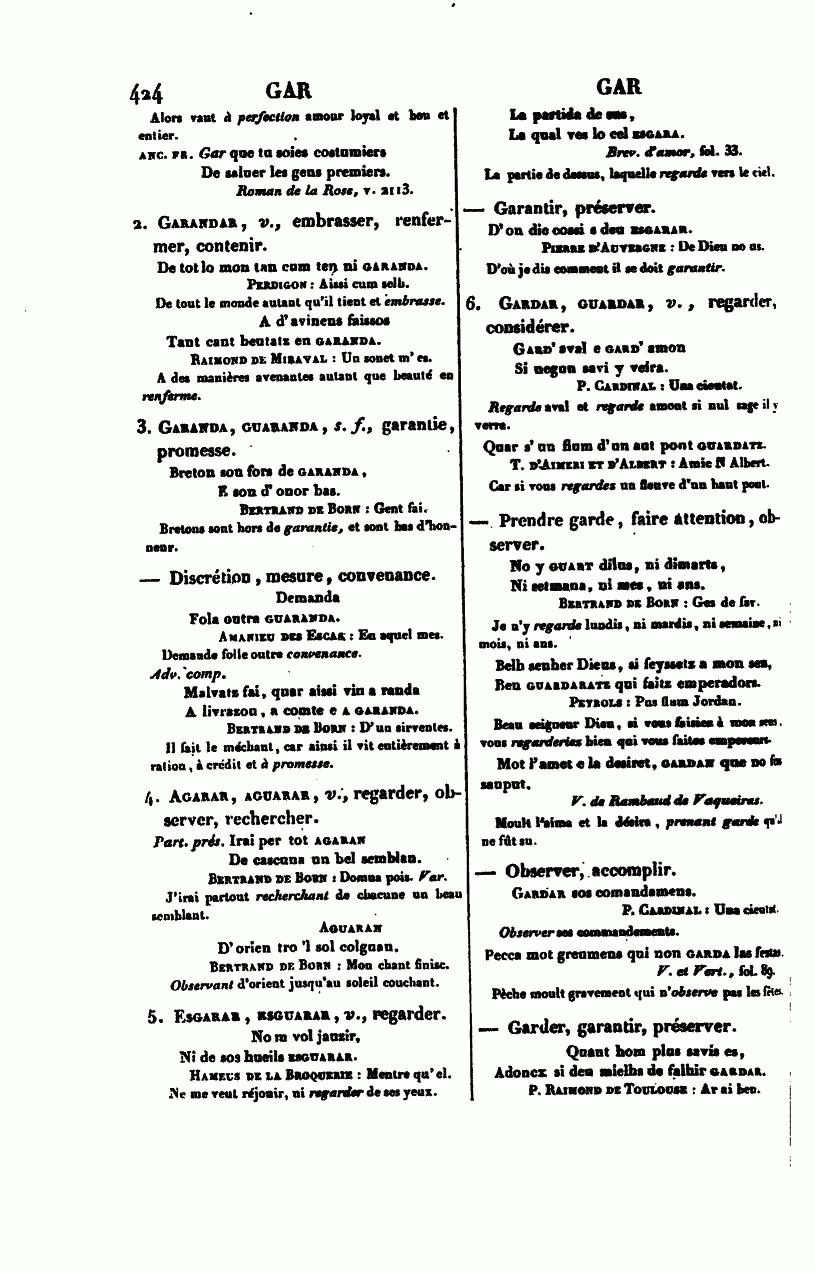 424 GAR
Alors vaut à perfection amour loyal et bon et
entier.
ANC. FR. Gar que tu soies costumiers
De saluer les gens premiers.
Roman de la Rose, v. 2113.
2. GARANDAR, v., embrasser, renfer-
mer, contenir.
De tot lo mon tan cum ten ni GARANDA.
PERDIGON : Aissi cum selh.
De tout le monde autant qu'il tient et embrasse.
A d'avinens faissos
Tant cant beutatz en GARANDA.
RAIMOND DE MIRAVAL : Un sonet m'es.
A des manières avenantes autant que beauté en
renferme.
3. GARANDA, GUARANDA, s. f., garantie,
promesse.
Breton son fors de GARANDA,
E son d'onor bas.
BERTRAND DE BORN : Gent fai.
Bretons sont hors de garantie, et sont bas d'hon-
neur.
— Discrétion, mesure, convenance.
Demanda
Fola outra GUARANDA.
AMANIEU DES ESCAS : En aquel mes.
Demande folle outre convenance.
Adv. comp.
Malvatz fai, quar aissi viu a randa
A livrazon, a comte e A GARANDA.
BERTRAND DE BORN : D'un sirventes.
Il fait le méchant, car ainsi il vit entièrement à
ration, à crédit et à promesse.
4. AGARAR, AGUARAR, v., regarder, ob-
server, rechercher.
Part. prés. Irai per tot AGARAN
De cascuna un bel semblan.
BERTRAND DE BORN : Domna pois. Var.
J'irai partout recherchant de chacune un beau
semblant.
AGUARAN
D'orien tro 'l sol colguan.
BERTRAND DE BORN : Mon chant finisc.
Observant d'orient jusqu'au soleil couchant.
5. ESGARAR, ESGUARAR, v., regarder.
No m vol jauzir,
Ni de sos hueils ESGUARAR.
HAMEUS DE LA BROQUERIE : Mentre qu'el.
Ne me veut réjouir, ni regarder de ses yeux.
GAR
La partida de sus,
La qual ves lo cel ESGARA.
Brev. d'amor, fol. 33.
La partie de dessus, laquelle regarde vers le ciel.
— Garantir, préserver.
D'on dic cossi s deu ESGARAR.
PIERRE D'AUVERGNE : De Dieu no us.
D'où je dis comment il se doit garantir.
6. GARDAR, GUARDAR, v., regarder,
considérer.
GARD' aval e GARD' amon
Si negun savi y veira.
P. CARDINAL : Una cieutat.
Regarde aval et regarde amont si nul sage il y
verra.
Quar s'un flum d'un aut pont GUARDATZ.
T. D'AIMERI ET D'ALBERT : Amic N Albert.
Car si vous regardes un fleuve d'un haut pont.
— Prendre garde, faire attention, ob-
server.
No y GUART dilus, ni dimarts,
Ni setmana, ni mes, ni ans.
BERTRAND DE BORN : Ges de far.
Je n'y regarde lundis, ni mardis, ni semaine, ni
mois, ni ans.
Belh senher Dieus, si feyssetz a mon sen,
Ben GUARDARATZ qui faitz emperadors.
PEYROLS : Pus flum Jordan.
Beau seigneur Dieu, si vous faisiez à mon sens,
vous regarderiez bien qui vous faites empereurs.
Mot l'amet e la desiret, GARDAN que no fos
sauput.
V. de Rambaud de Vaqueiras.
Moult l'aima et la désira, prenant garde qu'il
ne fût su.
— Observer, accomplir.
GARDAR sos comandamens.
P. CARDINAL : Una cieutat.
Observer ses commandements.
Pecca mot greumens qui non GARDA las festas.
V. et Vert., fol. 89.
Pèche moult gravement qui n'observe pas les fêtes.
— Garder, garantir, préserver.
Quant hom plus savis es,
Adoncx si deu mielhs de falhir GARDAR.
P. RAIMOND DE TOULOUSE : Ar ai ben.